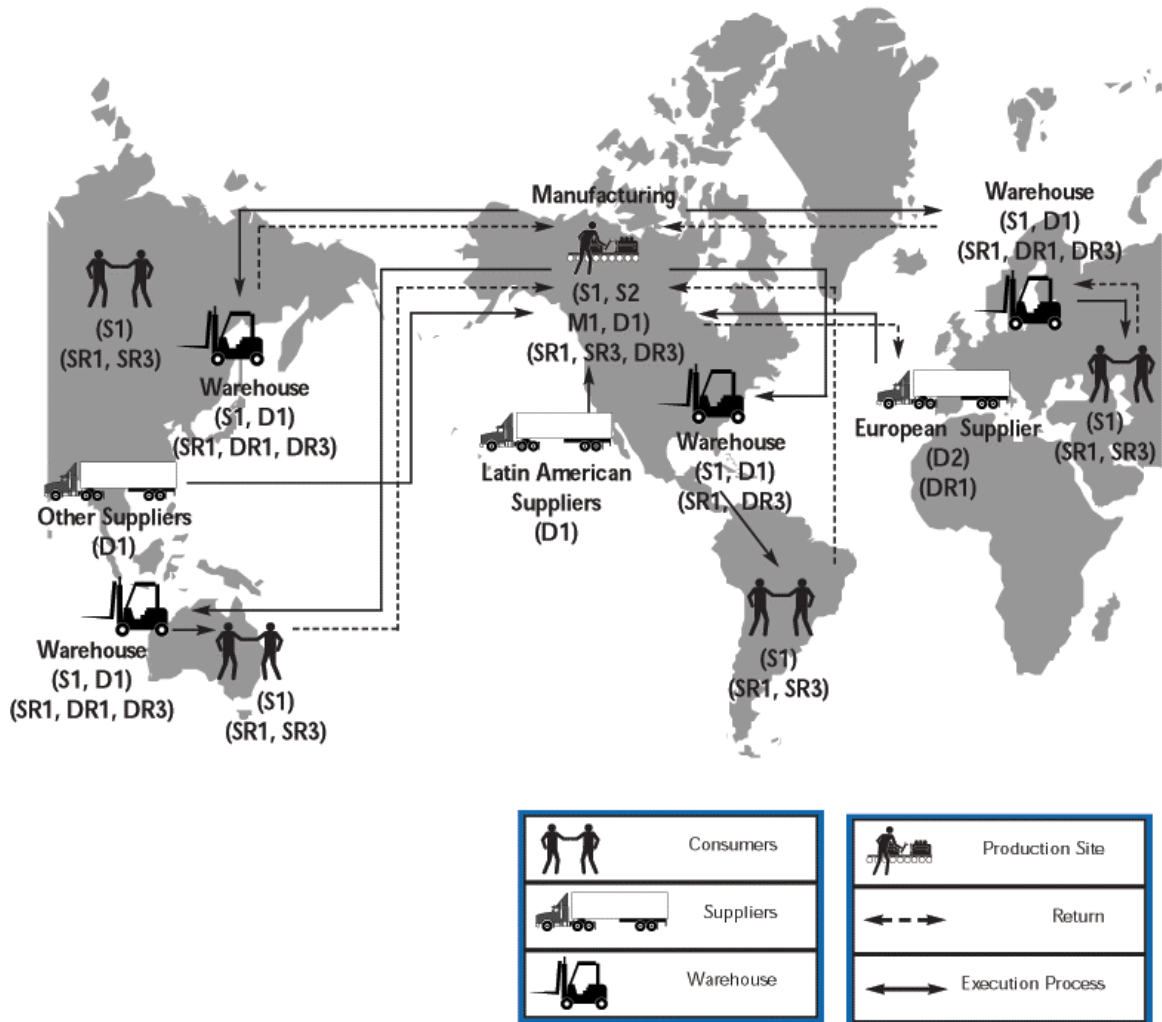 Manufacturing
(S1, S2
M1, D1)
(SR1, SR3, DR3)
Warehouse
(S1, D1)
(SR1, DR1, DR3)
(S1)
(SR1, SR3)
Warehouse
(S1, D1)
(SR1, DR1, DR3)
(S1)
(SR1, SR3)
European Supplier
(D2)
(DR1)
Warehouse
(S1, D1)
(SR1, DR3)
Latin American
Suppliers
(D1)
Other Suppliers
(D1)
Warehouse
(S1, D1)
(SR1, DR1, DR3)
(S1)
(SR1, SR3)
(S1)
(SR1, SR3)
Consumers
Suppliers
Warehouse
Production Site
Return
Execution Process